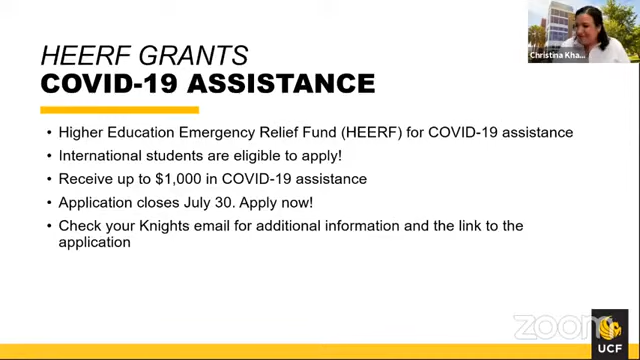 HEERF GRANTS
COVID-19 ASSISTANCE
• Higher Education Emergency Relief Fund (HEERF) for COVID-19 assistance
• International students are eligible to apply!
• Receive up to $1,000 in COVID-19 assistance
• Application closes July 30. Apply now!
• Check your Knights email for additional information and the link to the
application
Christina Kha...
zoom
UCF